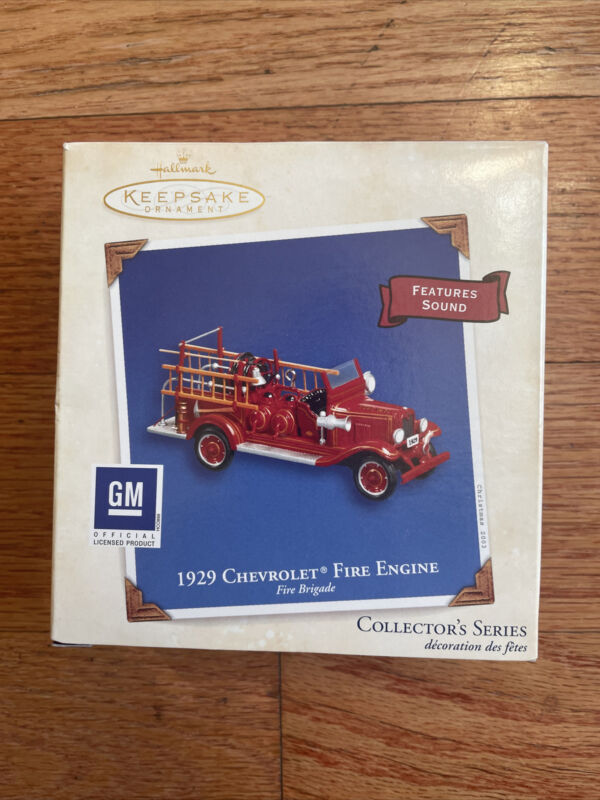 Hallmark
KEEPSAKE
ORNAMENT
FEATURES
SOUND
1929
Christmas 2003
GM
OFFICIAL
LICENSED PRODUCT
1929 CHEVROLET® FIRE ENGINE
Fire Brigade
COLLECTOR'S SERIES
décoration des fêtes